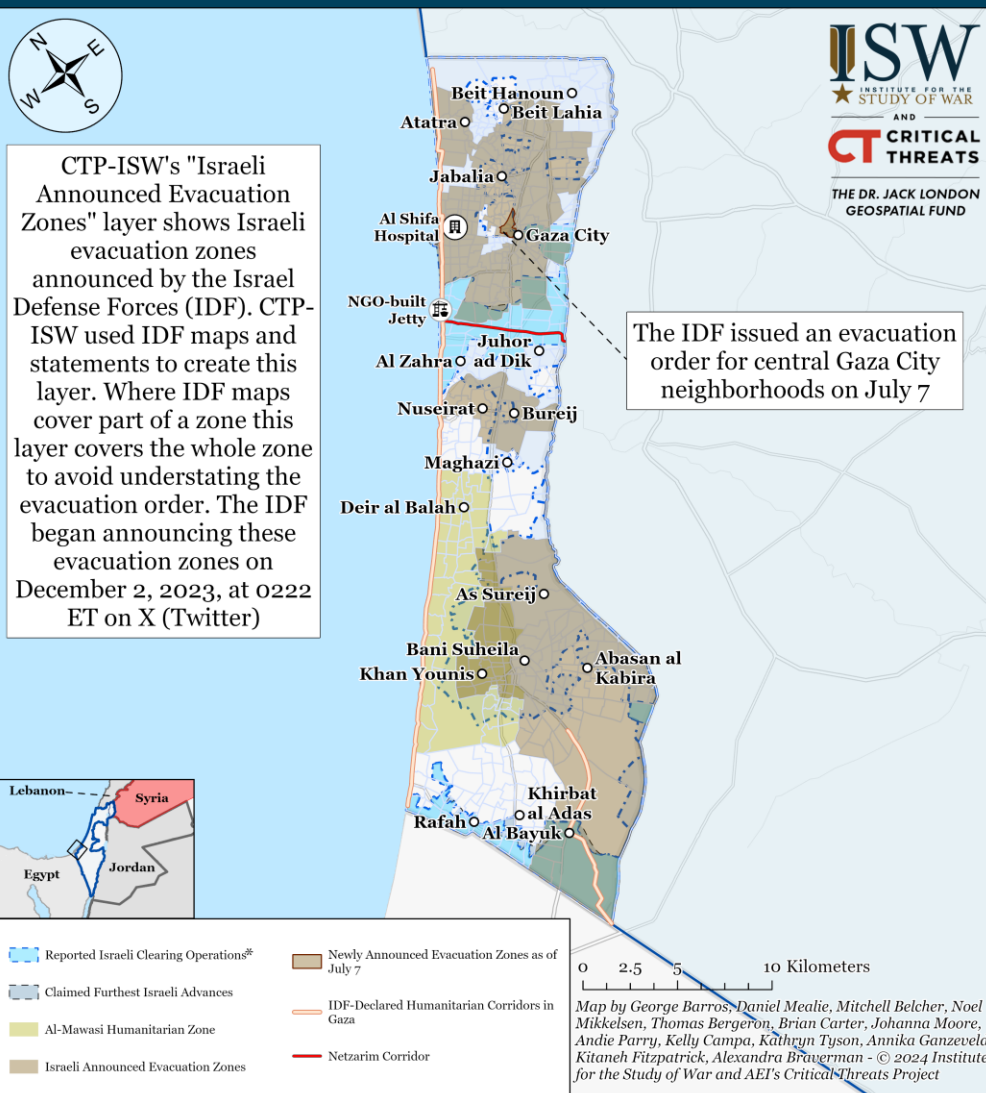 N
E
W
S
ISW
INSTITUTE FOR THE
STUDY OF WAR
AND
CT CRITICAL
THREATS
THE DR. JACK LONDON
GEOSPATIAL FUND
CTP-ISW's "Israeli
Announced Evacuation
Zones" layer shows Israeli
evacuation zones
announced by the Israel
Defense Forces (IDF). CTP-
ISW used IDF maps and
statements to create this
layer. Where IDF maps
cover part of a zone this
layer covers the whole zone
to avoid understating the
evacuation order. The IDF
began announcing these
evacuation zones on
December 2, 2023, at 0222
ET on X (Twitter)
Beit Hanoun
Beit Lahia
Atatra
Jabalia
Al Shifa
Hospital
Gaza City
NGO-built
Jetty
The IDF issued an evacuation
order for central Gaza City
neighborhoods on July 7
Juhor
ad Dik
Al Zahra
Nuseirat
Bureij
Maghazi
Deir al Balah
As Sureij
Bani Suheila
Abasan al
Kabira
Khan Younis
Khirbat
al Adas
Rafah
Al Bayuk
Lebanon
Syria
Egypt
Jordan
Reported Israeli Clearing Operations*
Claimed Furthest Israeli Advances
Al-Mawasi Humanitarian Zone
Israeli Announced Evacuation Zones
Newly Announced Evacuation Zones as of
July 7
IDF-Declared Humanitarian Corridors in
Gaza
Netzarim Corridor
0 2.5 5 10 Kilometers
Map by George Barros, Daniel Mealie, Mitchell Belcher, Noel
Mikkelsen, Thomas Bergeron, Brian Carter, Johanna Moore,
Andie Parry, Kelly Campa, Kathryn Tyson, Annika Ganzeveld,
Kitaneh Fitzpatrick, Alexandra Braverman - © 2024 Institute
for the Study of War and AEI's Critical Threats Project